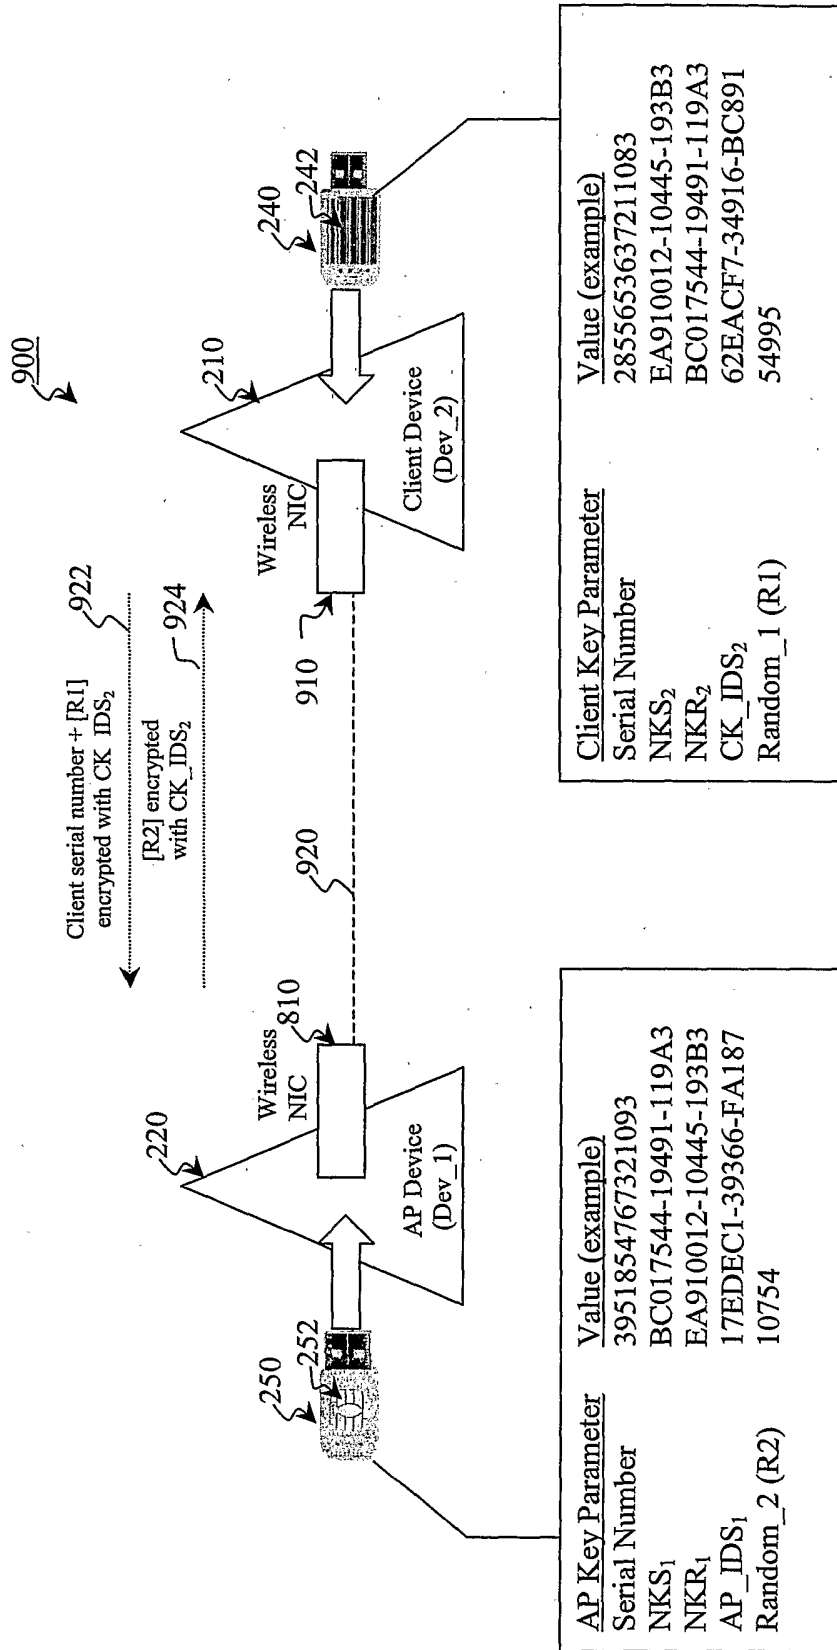 900
Client serial number + [R1]
encrypted with CK_IDS₂
922
[R2] encrypted
with CK_IDS₂
924
250
252
220
Wireless
NIC
810
AP Device
(Dev_1)
920
910
Wireless
NIC
210
Client Device
(Dev_2)
240
242
AP Key Parameter Value (example)
Serial Number 3951854767321093
NKS₁ BC017544-19491-119A3
NKR₁ EA910012-10445-193B3
AP_IDS₁ 17EDEC1-39366-FA187
Random_2 (R2) 10754
Client Key Parameter Value (example)
Serial Number 2855653637211083
NKS₂ EA910012-10445-193B3
NKR₂ BC017544-19491-119A3
CK_IDS₂ 62EACF7-34916-BC891
Random_1 (R1) 54995